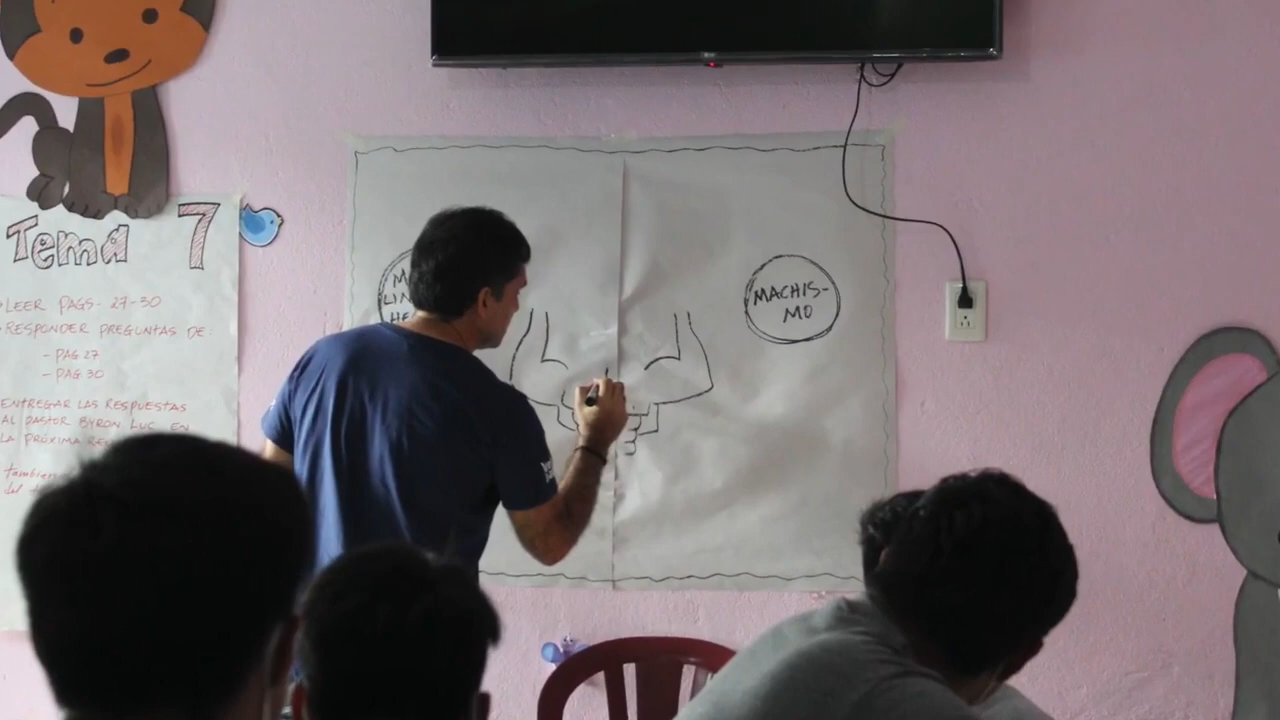 Tema 7
LEER PAGS- 27-30
RESPONDER PREGUNTAS DE:
- PAG 27
- PAG 30
ENTREGAR LAS RESPUESTAS
AL PASTOR BYRON LUC EN
LA PRÓXIMA
tambien
MACHIS-
MO